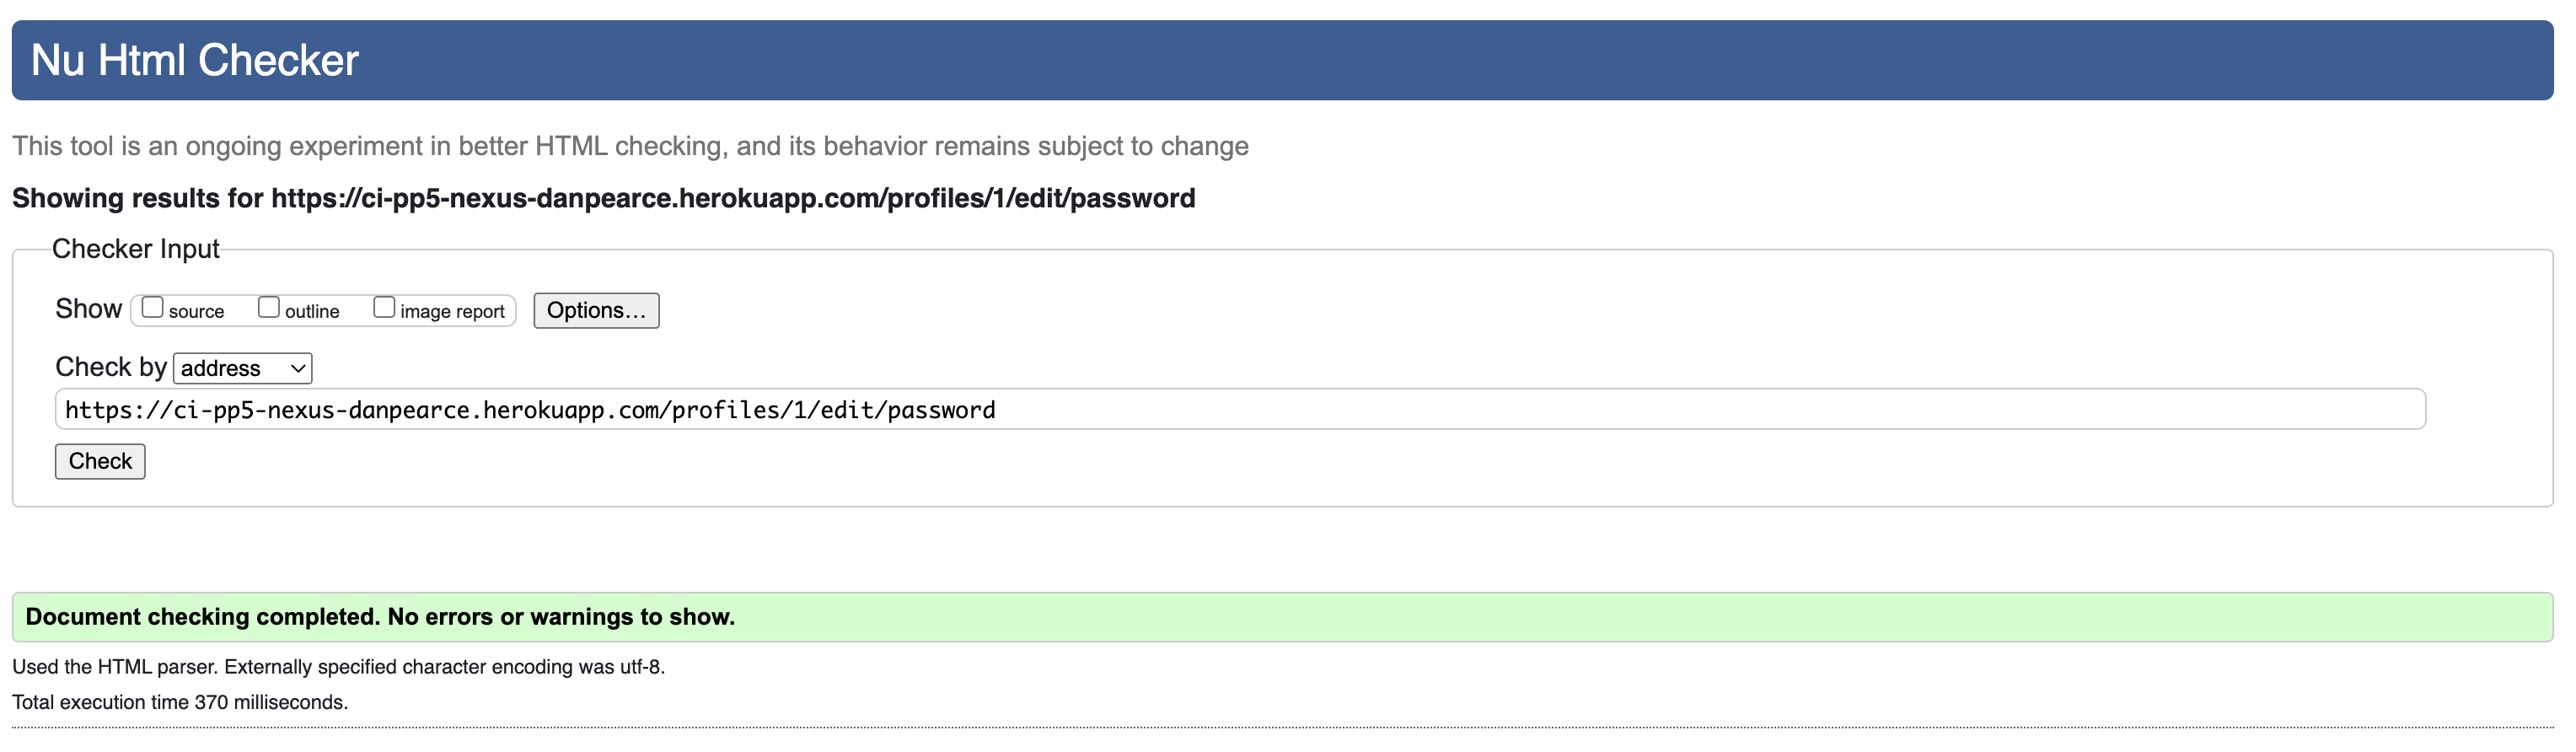 Nu Html Checker
This tool is an ongoing experiment in better HTML checking, and its behavior remains subject to change
Showing results for https://ci-pp5-nexus-danpearce.herokuapp.com/profiles/1/edit/password
Checker Input
Show source outline image report Options...
Check by address
https://ci-pp5-nexus-danpearce.herokuapp.com/profiles/1/edit/password
Check
Document checking completed. No errors or warnings to show.
Used the HTML parser. Externally specified character encoding was utf-8.
Total execution time 370 milliseconds.